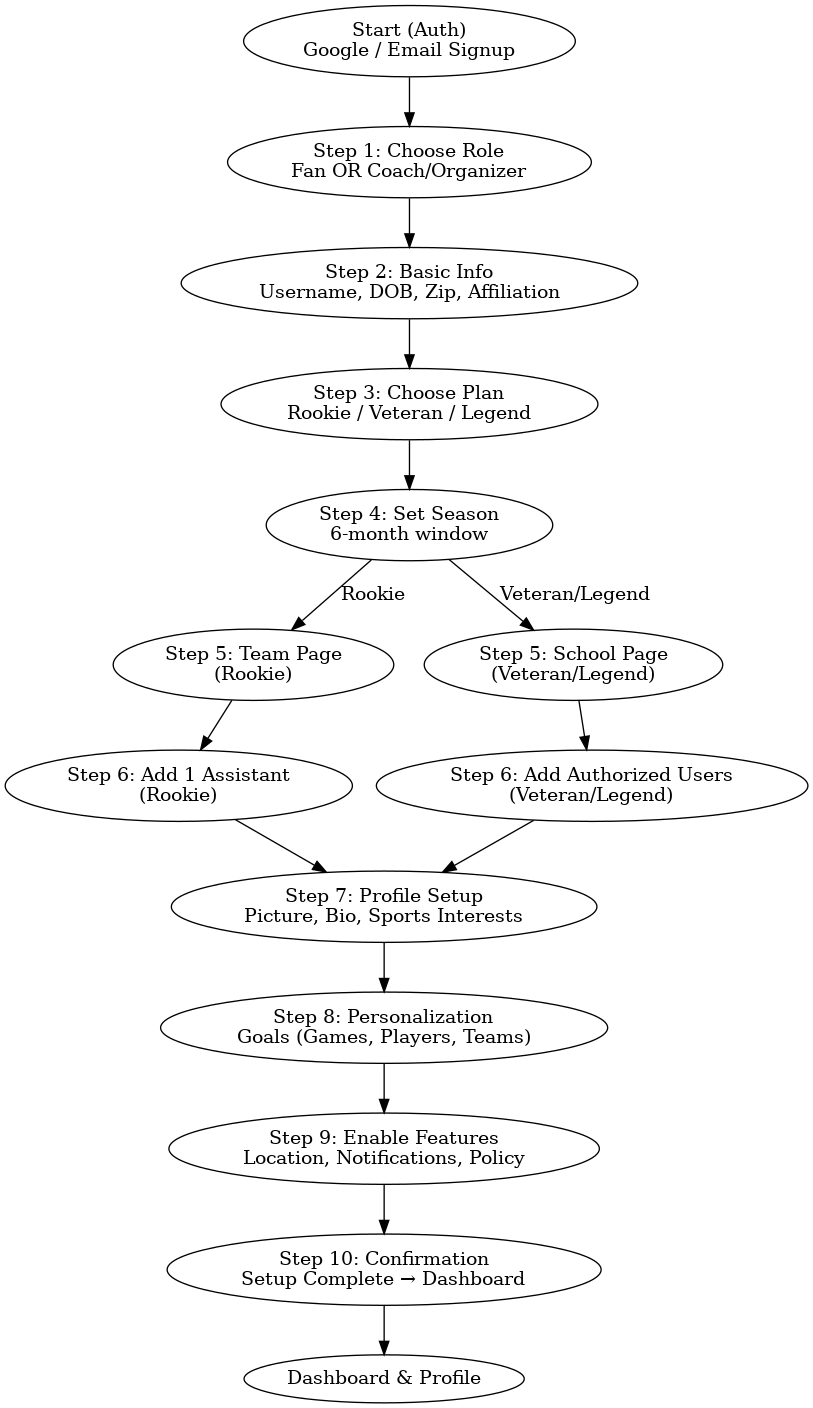 Start (Auth)
Google / Email Signup
Step 1: Choose Role
Fan OR Coach/Organizer
Step 2: Basic Info
Username, DOB, Zip, Affiliation
Step 3: Choose Plan
Rookie / Veteran / Legend
Step 4: Set Season
6-month window
Rookie
Veteran/Legend
Step 5: Team Page
(Rookie)
Step 5: School Page
(Veteran/Legend)
Step 6: Add 1 Assistant
(Rookie)
Step 6: Add Authorized Users
(Veteran/Legend)
Step 7: Profile Setup
Picture, Bio, Sports Interests
Step 8: Personalization
Goals (Games, Players, Teams)
Step 9: Enable Features
Location, Notifications, Policy
Step 10: Confirmation
Setup Complete → Dashboard
Dashboard & Profile